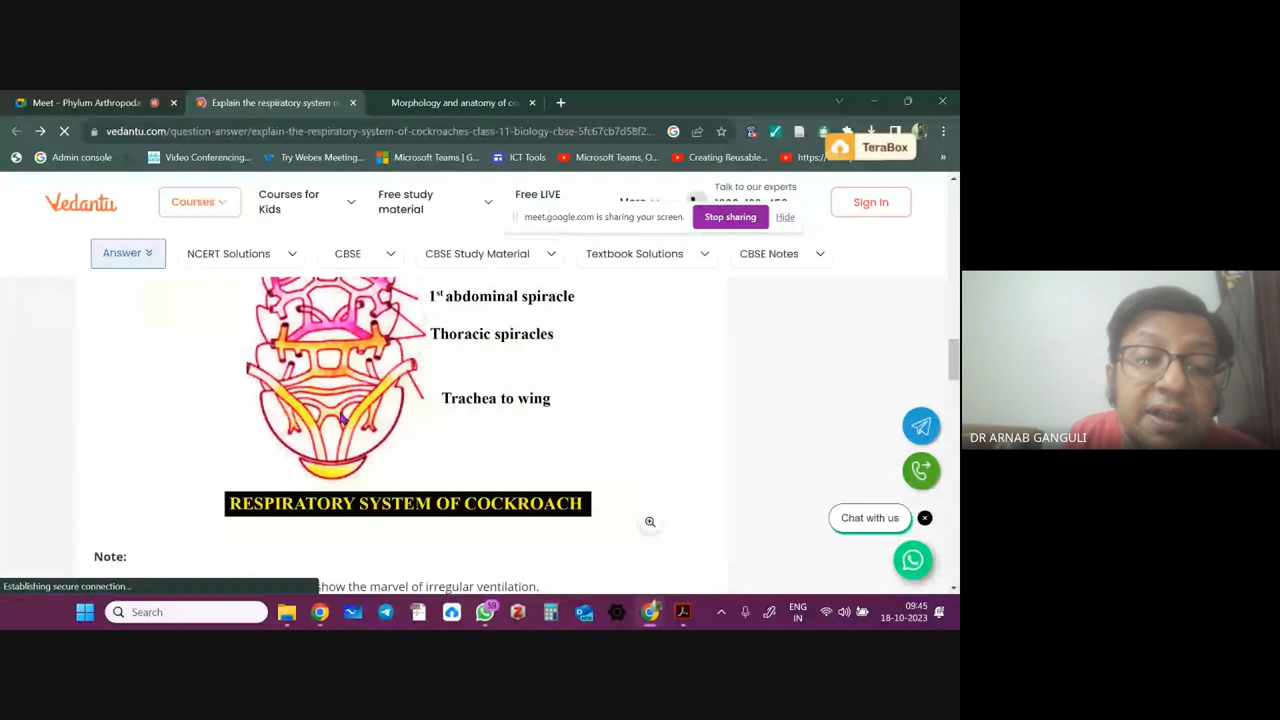 Meet – Phylum Arthropoda
Explain the respiratory system
Morphology and anatomy of co
vedantu.com/question-answer/explain-the-respiratory-system-of-cockroaches-class-11-biology-cbse-5fc67cb7d58f2...
Admin console
Video Conferencing...
Try Webex Meeting...
Microsoft Teams | G...
ICT Tools
Microsoft Teams, O...
Creating Reusable...
https:/
TeraBox
Vedantu
Courses
Courses for
Kids
Free study
material
Free LIVE
Talk to our experts
Sign In
meet.google.com is sharing your screen.
Stop sharing
Hide
Answer
NCERT Solutions
CBSE
CBSE Study Material
Textbook Solutions
CBSE Notes
1st abdominal spiracle
Thoracic spiracles
Trachea to wing
RESPIRATORY SYSTEM OF COCKROACH
Chat with us
Note:
show the marvel of irregular ventilation.
Establishing secure connection...
Search
59
ENG
IN
09:45
18-10-2023
DR ARNAB GANGULI